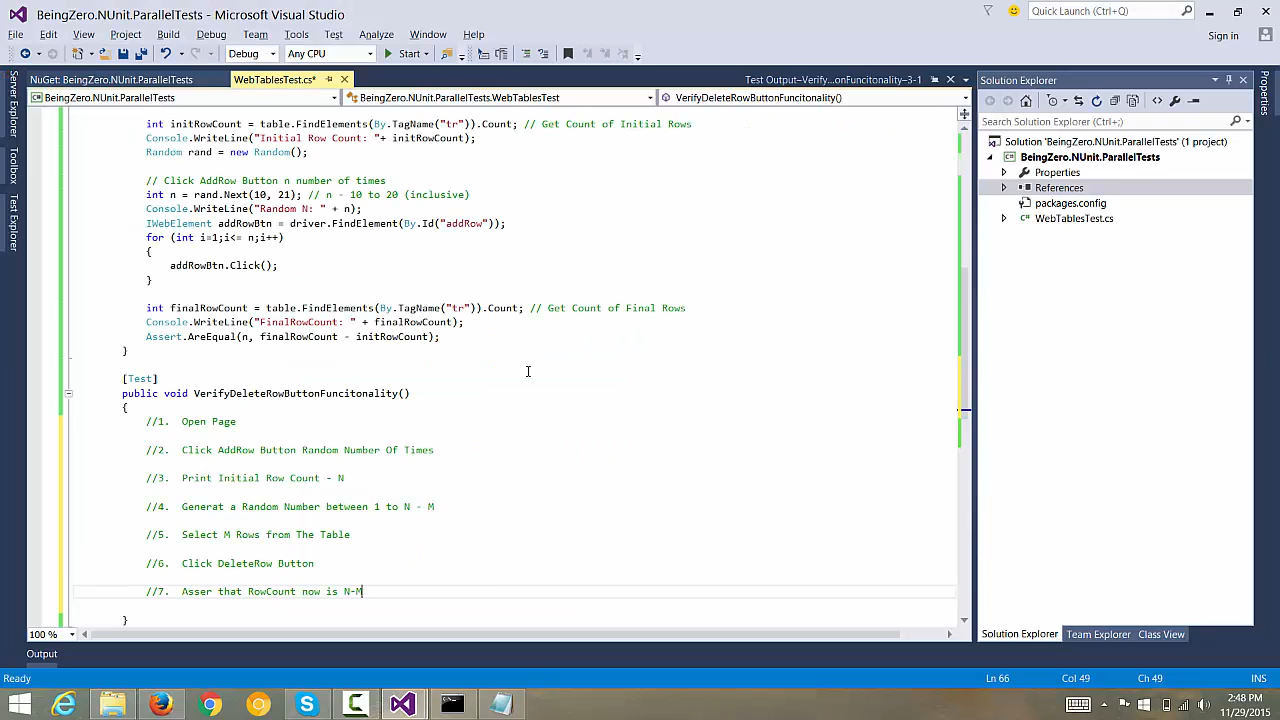 BeingZero.NUnit.ParallelTests - Microsoft Visual Studio
Quick Launch (Ctrl+Q)
File Edit View Project Build Debug Team Tools Test Analyze Window Help
Sign in
Debug Any CPU Start
NuGet: BeingZero.NUnit.ParallelTests WebTablesTest.cs* Test Output–Verify...onFuncitonality–3-1
BeingZero.NUnit.ParallelTests BeingZero.NUnit.ParallelTests.WebTablesTest VerifyDeleteRowButtonFuncitonality()
Server Explorer
Toolbox
Test Explorer
int initRowCount = table.FindElements(By.TagName("tr")).Count; // Get Count of Initial Rows
Console.WriteLine("Initial Row Count: "+ initRowCount);
Random rand = new Random();
// Click AddRow Button n number of times
int n = rand.Next(10, 21); // n - 10 to 20 (inclusive)
Console.WriteLine("Random N: " + n);
IWebElement addRowBtn = driver.FindElement(By.Id("addRow"));
for (int i=1;i<= n;i++)
{
addRowBtn.Click();
}
int finalRowCount = table.FindElements(By.TagName("tr")).Count; // Get Count of Final Rows
Console.WriteLine("FinalRowCount: " + finalRowCount);
Assert.AreEqual(n, finalRowCount - initRowCount);
}
[Test]
public void VerifyDeleteRowButtonFuncitonality()
{
//1. Open Page
//2. Click AddRow Button Random Number Of Times
//3. Print Initial Row Count - N
//4. Generat a Random Number between 1 to N - M
//5. Select M Rows from The Table
//6. Click DeleteRow Button
//7. Asser that RowCount now is N-M
}
100 %
Solution Explorer
Search Solution Explorer (Ctrl+;)
Solution 'BeingZero.NUnit.ParallelTests' (1 project)
BeingZero.NUnit.ParallelTests
Properties
References
packages.config
WebTablesTest.cs
Solution Explorer Team Explorer Class View
Properties
Output
Ready Ln 66 Col 49 Ch 49 INS
2:48 PM
11/29/2015